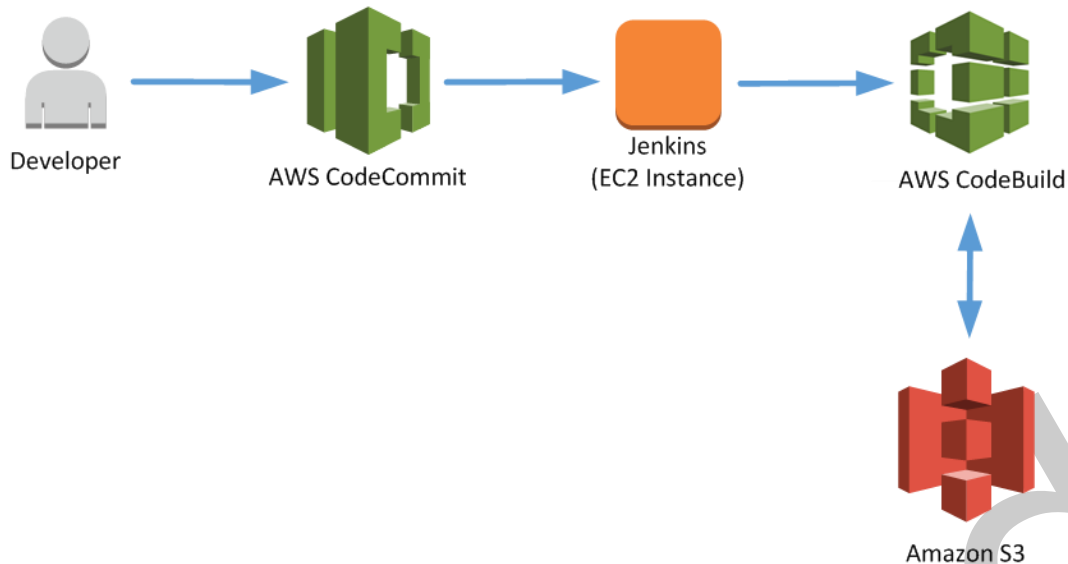 Developer
AWS CodeCommit
Jenkins
(EC2 Instance)
AWS CodeBuild
Amazon S3